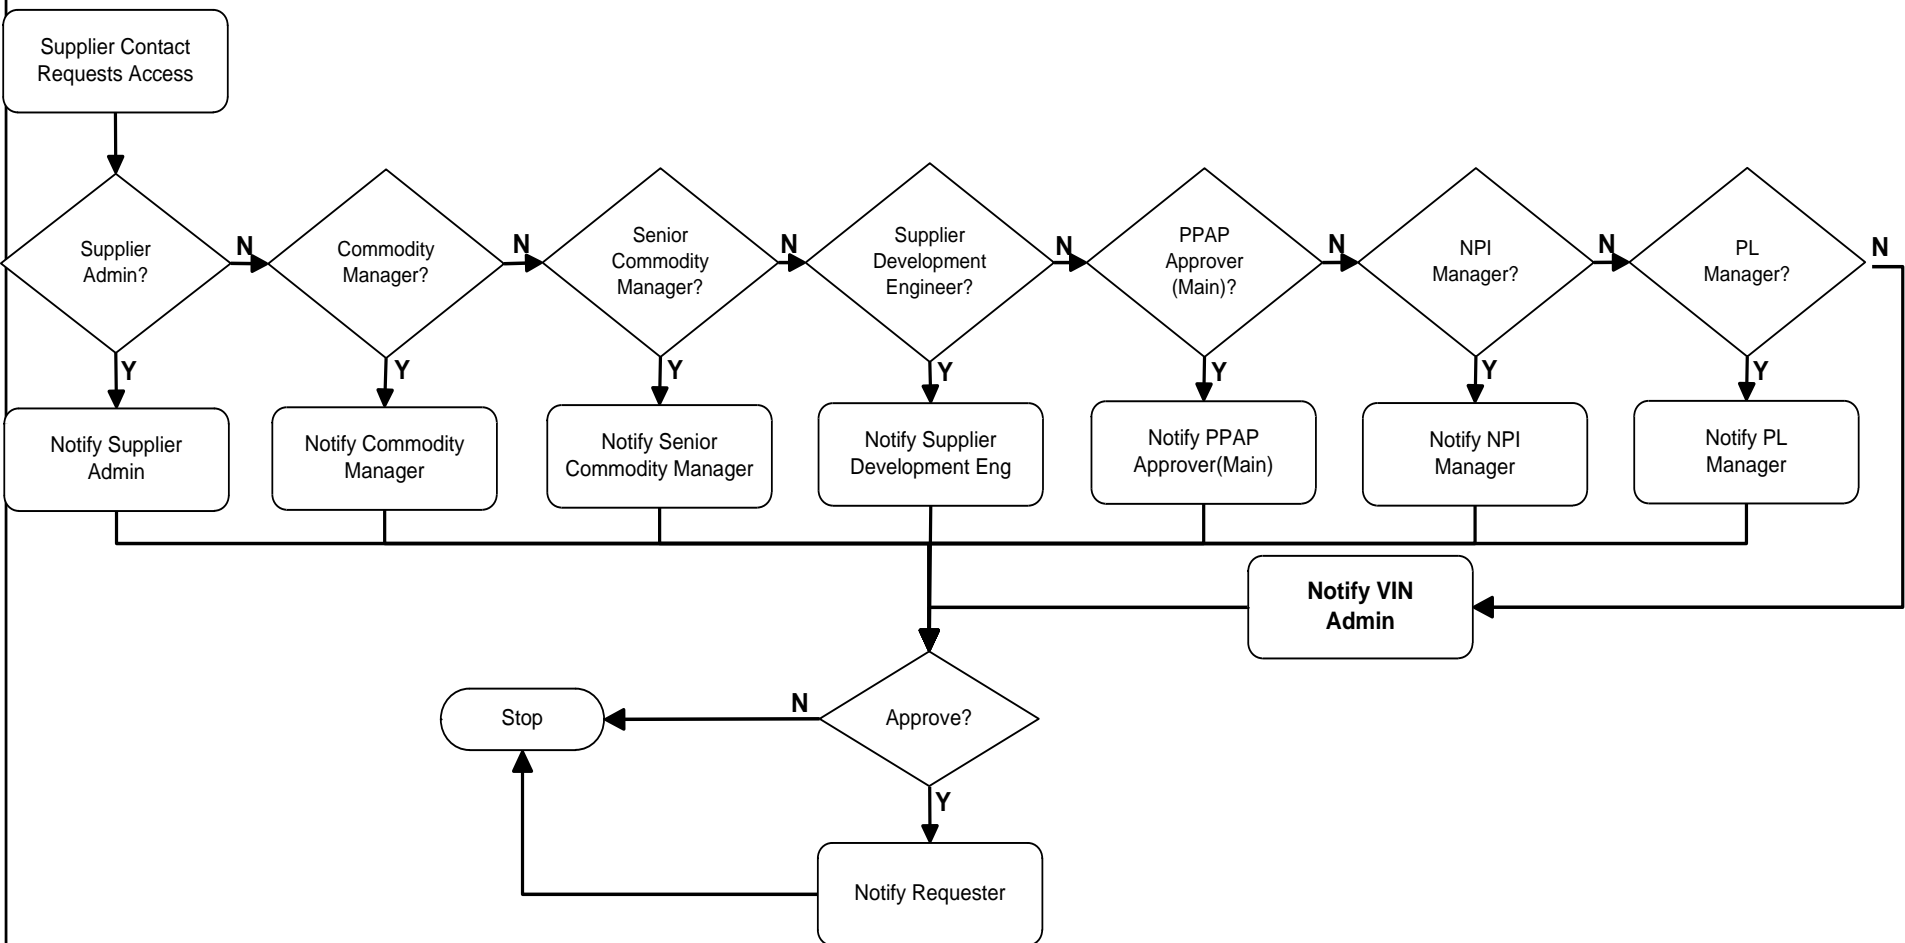 Supplier Contact
Requests Access
Supplier
Admin?
N
Commodity
Manager?
N
Senior
Commodity
Manager?
N
Supplier
Development
Engineer?
N
PPAP
Approver
(Main)?
N
NPI
Manager?
N
PL
Manager?
N
Y
Y
Y
Y
Y
Y
Y
Notify Supplier
Admin
Notify Commodity
Manager
Notify Senior
Commodity Manager
Notify Supplier
Development Eng
Notify PPAP
Approver(Main)
Notify NPI
Manager
Notify PL
Manager
Notify VIN
Admin
Stop
N
Approve?
Y
Notify Requester